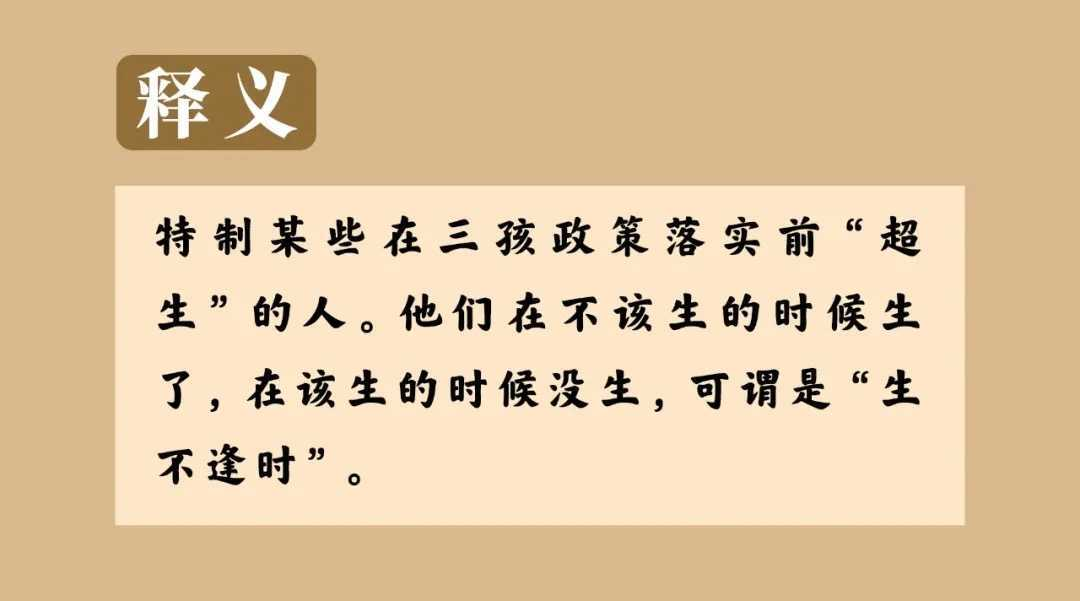 释义
特制某些在三孩政策落实前“超
生”的人。他们在不该生的时候生
了，在该生的时候没生，可谓是“生
不逢时”。